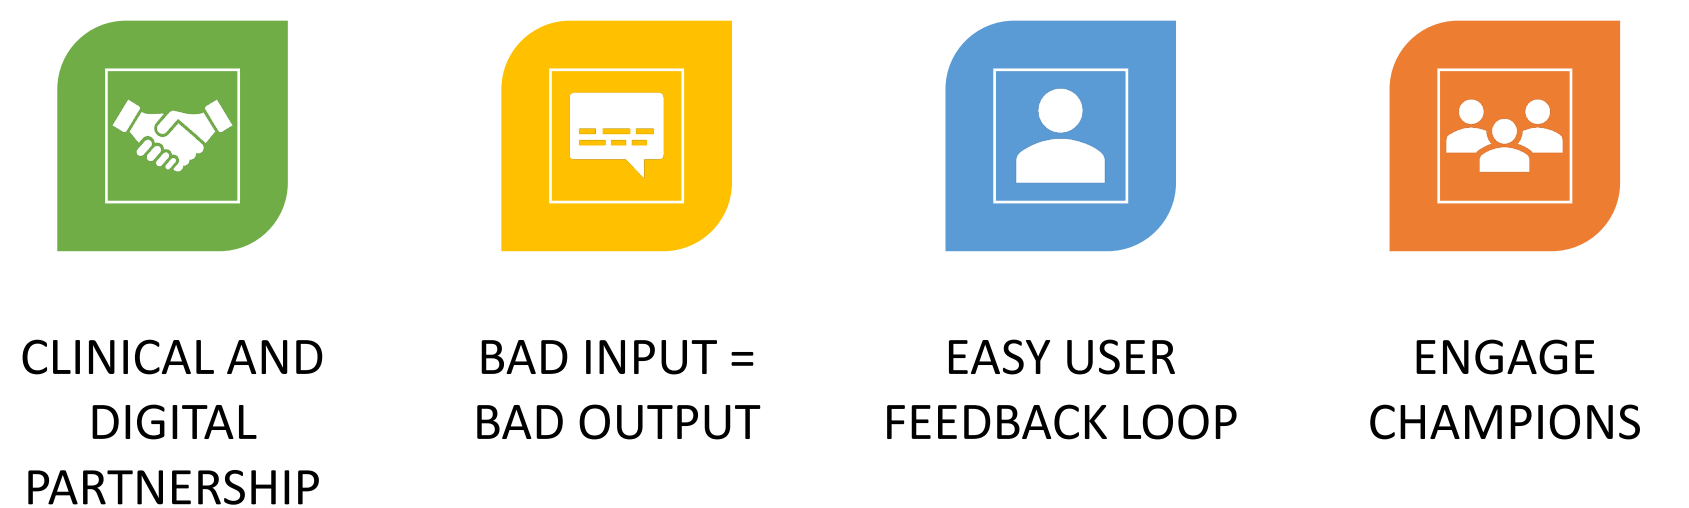 CLINICAL AND
DIGITAL
PARTNERSHIP
BAD INPUT =
BAD OUTPUT
EASY USER
FEEDBACK LOOP
ENGAGE
CHAMPIONS